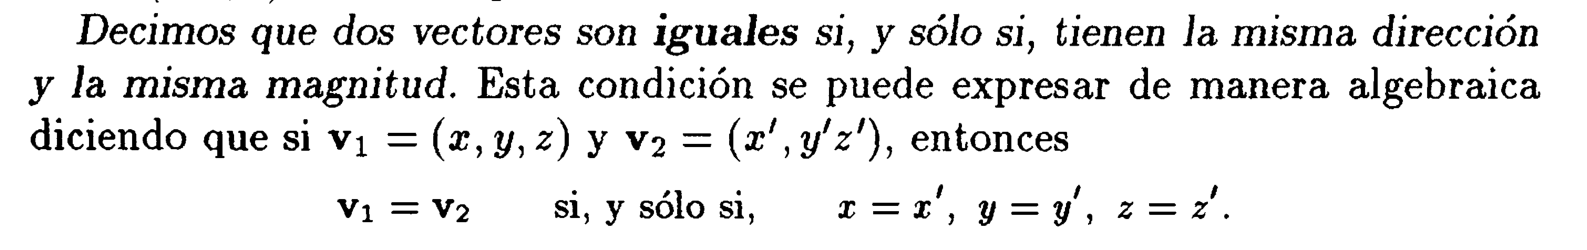 Decimos que dos vectores son iguales si, y sólo si, tienen la misma dirección
y la misma magnitud. Esta condición se puede expresar de manera algebraica
diciendo que si v₁ = (x, y, z) y v₂ = (x′, y′z′), entonces
v₁ = v₂ si, y sólo si, x = x′, y = y′, z = z′.